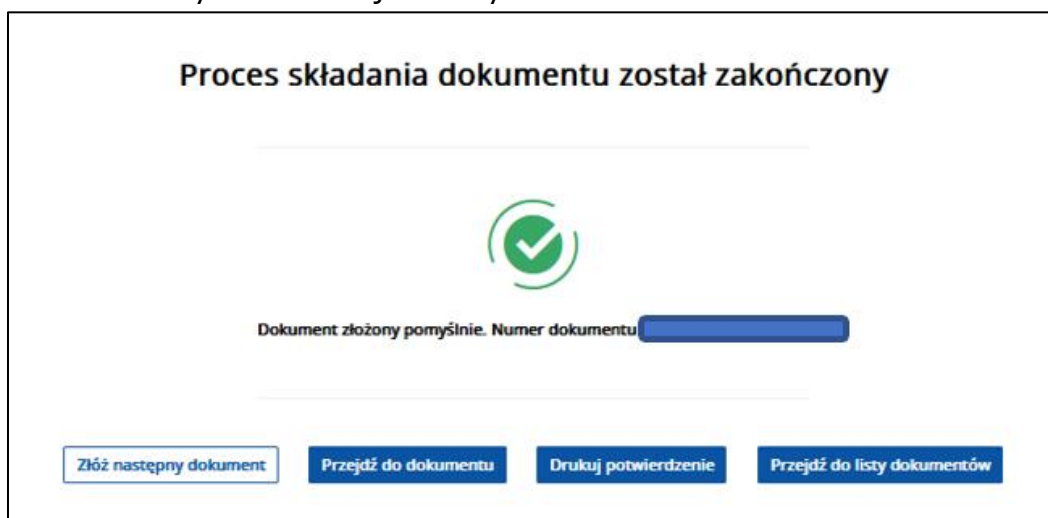 Proces składania dokumentu został zakończony
Dokument złożony pomyślnie. Numer dokumentu
Złóż następny dokument
Przejdź do dokumentu
Drukuj potwierdzenie
Przejdź do listy dokumentów